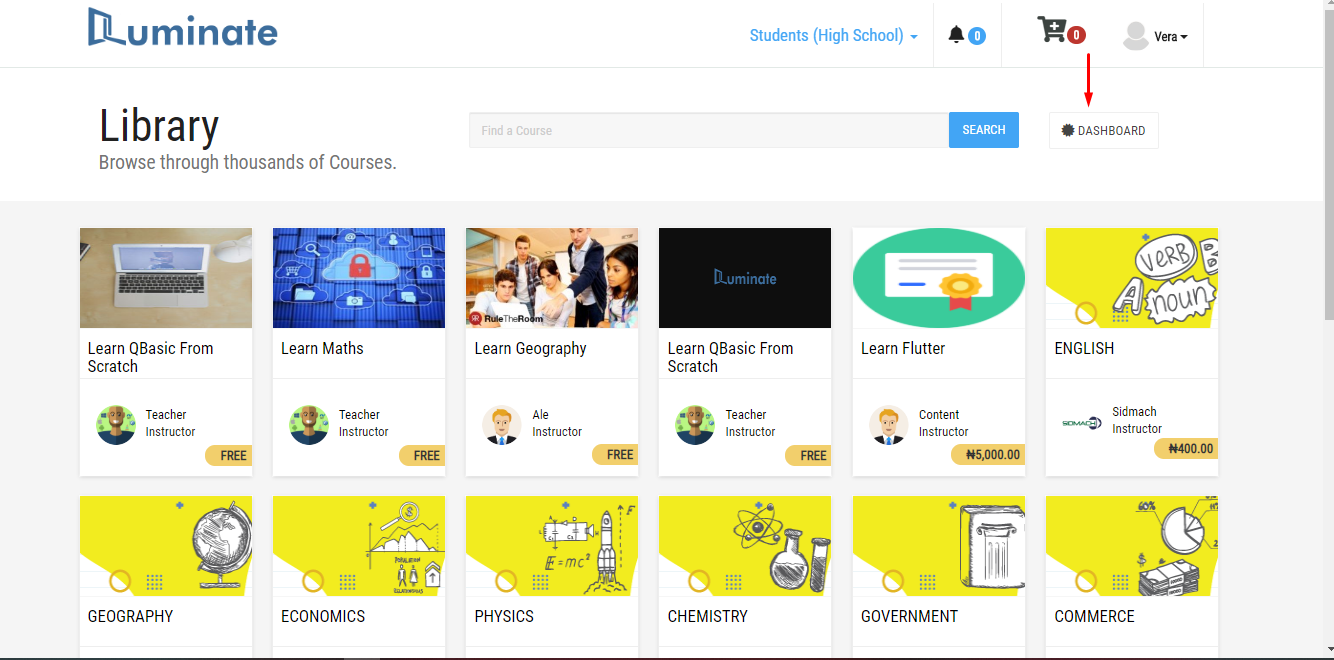 Luminate
Students (High School)
0
0
Vera
Library
Find a Course
SEARCH
DASHBOARD
Browse through thousands of Courses.
RuleTheRoom
Luminate
VERB
A noun
Learn QBasic From
Scratch
Learn Maths
Learn Geography
Learn QBasic From
Scratch
Learn Flutter
ENGLISH
Teacher
Instructor
FREE
Teacher
Instructor
FREE
Ale
Instructor
FREE
Teacher
Instructor
FREE
Content
Instructor
₦5,000.00
SIDMACH
Sidmach
Instructor
₦400.00
POPULATION
E=mc²
F
60%
$
GEOGRAPHY
ECONOMICS
PHYSICS
CHEMISTRY
GOVERNMENT
COMMERCE